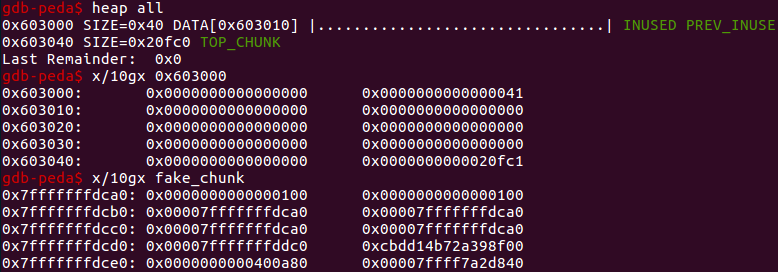 gdb-peda$ heap all
0x603000 SIZE=0x40 DATA[0x603010] |................................| INUSED PREV_INUSE
0x603040 SIZE=0x20fc0 TOP_CHUNK
Last Remainder:  0x0
gdb-peda$ x/10gx 0x603000
0x603000:       0x0000000000000000      0x0000000000000041
0x603010:       0x0000000000000000      0x0000000000000000
0x603020:       0x0000000000000000      0x0000000000000000
0x603030:       0x0000000000000000      0x0000000000000000
0x603040:       0x0000000000000000      0x0000000000020fc1
gdb-peda$ x/10gx fake_chunk
0x7fffffffdca0: 0x0000000000000100      0x0000000000000100
0x7fffffffdcb0: 0x00007fffffffdca0      0x00007fffffffdca0
0x7fffffffdcc0: 0x00007fffffffdca0      0x00007fffffffdca0
0x7fffffffdcd0: 0x00007fffffffddc0      0xcbdd14b72a398f00
0x7fffffffdce0: 0x0000000000400a80      0x00007ffff7a2d840